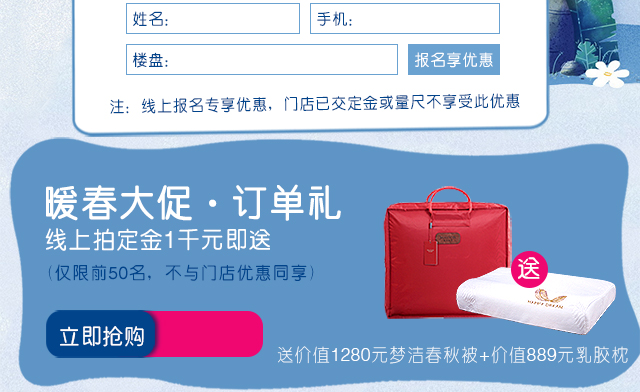 姓名: 手机:
楼盘: 报名享优惠
注: 线上报名专享优惠，门店已交定金或量尺不享受此优惠
暖春大促·订单礼
线上拍定金1千元即送
(仅限前50名，不与门店优惠同享)
送
立即抢购
送价值1280元梦洁春秋被+价值889元乳胶枕